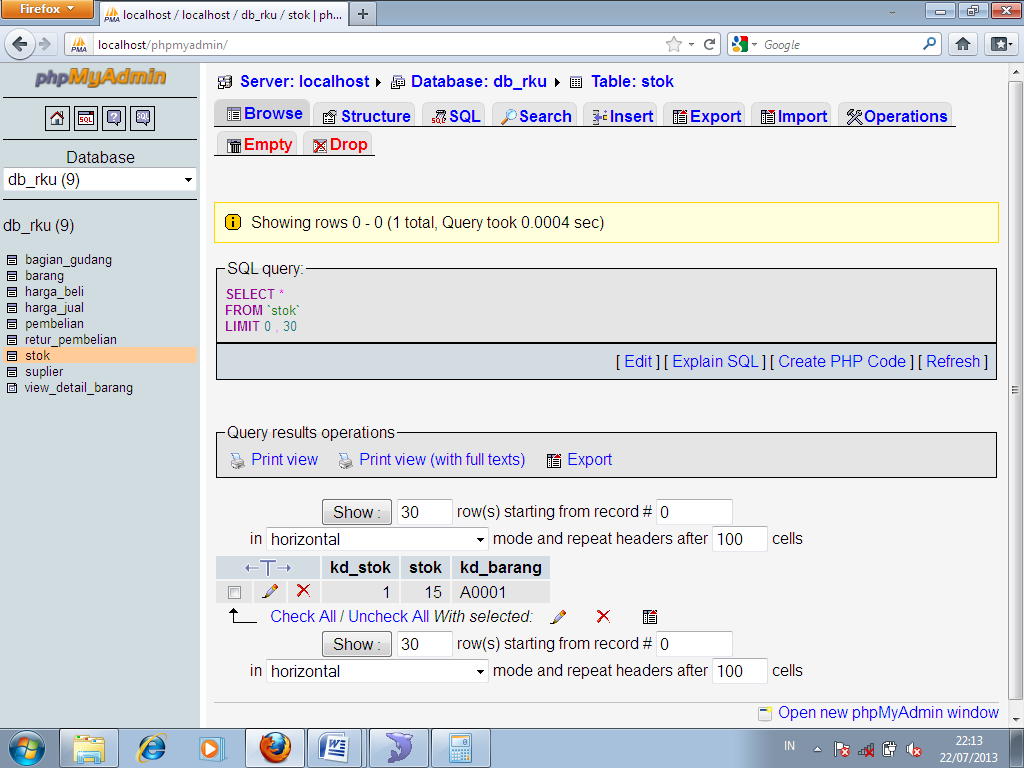 Firefox
localhost / localhost / db_rku / stok | ph...
localhost/phpmyadmin/
Google
phpMyAdmin
Database
db_rku (9)
db_rku (9)
bagian_gudang
barang
harga_beli
harga_jual
pembelian
retur_pembelian
stok
suplier
view_detail_barang
Server: localhost Database: db_rku Table: stok
Browse Structure SQL Search Insert Export Import Operations
Empty Drop
Showing rows 0 - 0 (1 total, Query took 0.0004 sec)
SQL query:
SELECT *
FROM `stok`
LIMIT 0 , 30
[ Edit ] [ Explain SQL ] [ Create PHP Code ] [ Refresh ]
Query results operations
Print view Print view (with full texts) Export
Show : 30 row(s) starting from record # 0
in horizontal mode and repeat headers after 100 cells
←T→ kd_stok stok kd_barang
1 15 A0001
Check All / Uncheck All With selected:
Show : 30 row(s) starting from record # 0
in horizontal mode and repeat headers after 100 cells
Open new phpMyAdmin window
IN
22:13
22/07/2013